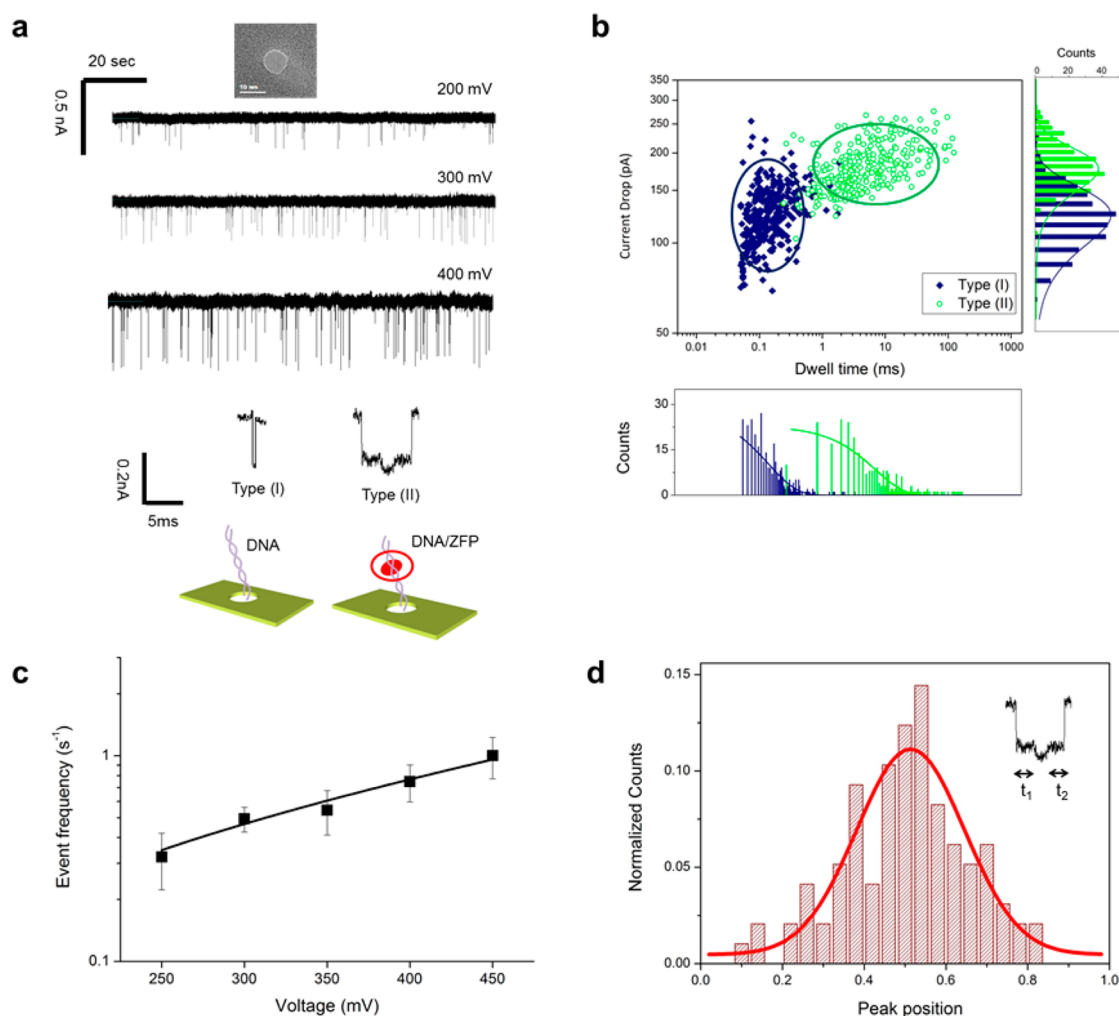 a
20 sec
0.5 nA
200 mV
300 mV
400 mV
0.2nA
5ms
Type (I)
Type (II)
DNA
DNA/ZFP
b
Counts
0 20 40
350
300
250
200
150
100
50
Current Drop (pA)
Type (I)
Type (II)
0.01 0.1 1 10 100 1000
Dwell time (ms)
30
15
0
Counts
c
Event frequency (s⁻¹)
1
0.1
250 300 350 400 450
Voltage (mV)
d
Normalized Counts
0.15
0.10
0.05
0.00
t₁ t₂
0.0 0.2 0.4 0.6 0.8 1.0
Peak position